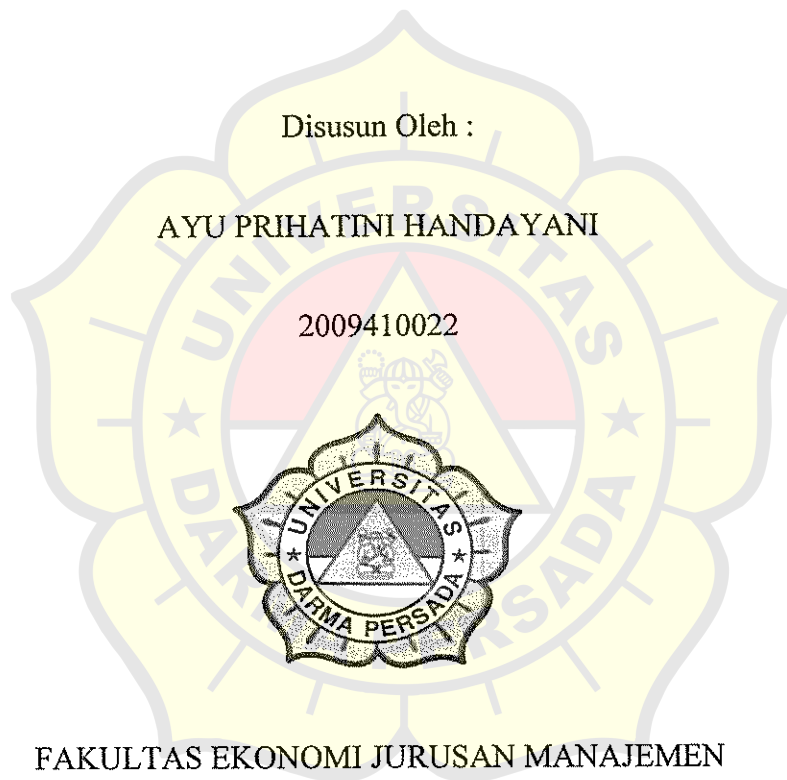 Disusun Oleh :
AYU PRIHATINI HANDAYANI
2009410022
UNIVERSITAS
DARMA PERSADA
FAKULTAS EKONOMI JURUSAN MANAJEMEN